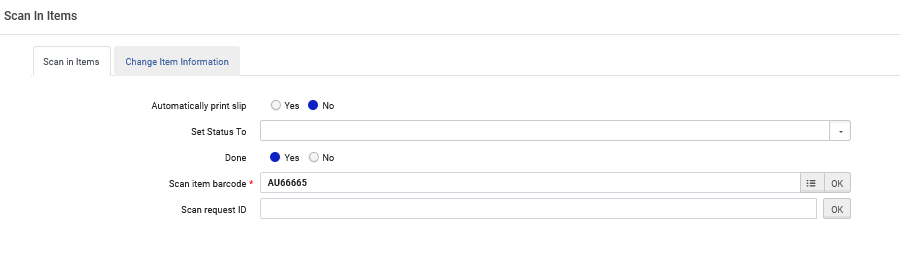 Scan In Items
Scan in Items Change Item Information
Automatically print slip Yes No
Set Status To
Done Yes No
Scan item barcode * AU66665 OK
Scan request ID OK